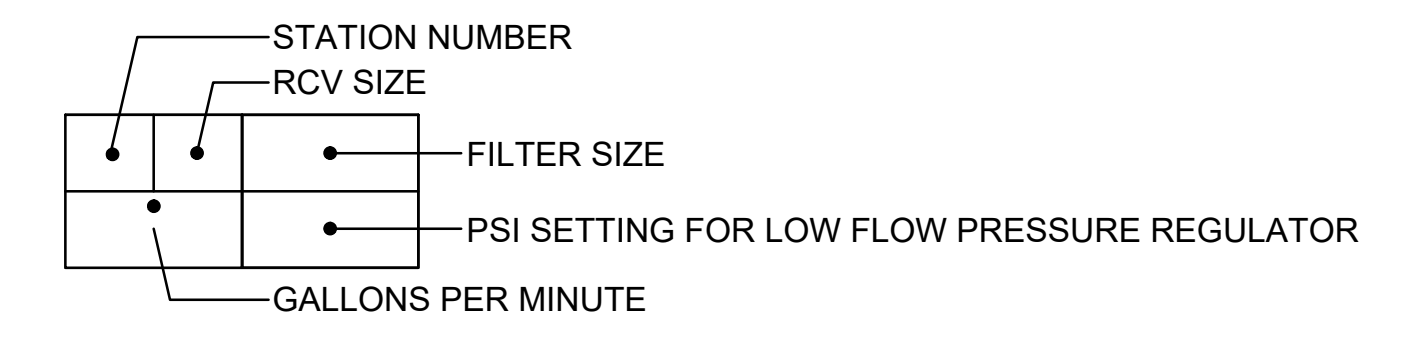 STATION NUMBER
RCV SIZE
FILTER SIZE
PSI SETTING FOR LOW FLOW PRESSURE REGULATOR
GALLONS PER MINUTE